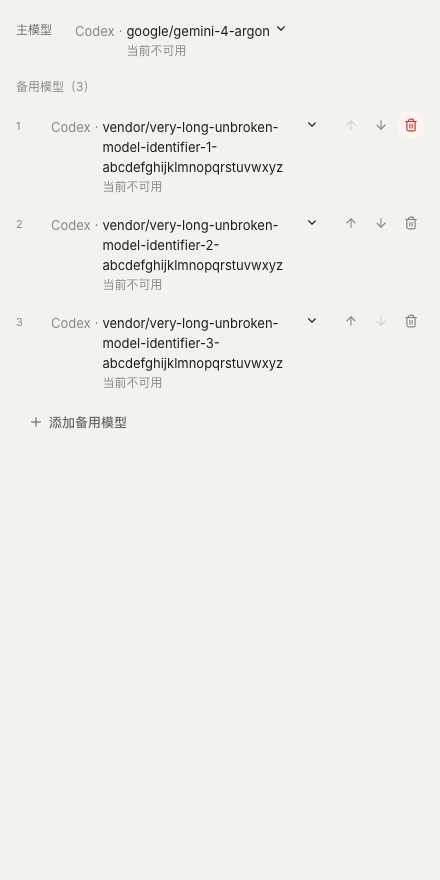 主模型 Codex · google/gemini-4-argon
当前不可用
备用模型（3）
1 Codex · vendor/very-long-unbroken-
model-identifier-1-
abcdefghijklmnopqrstuvwxyz
当前不可用
2 Codex · vendor/very-long-unbroken-
model-identifier-2-
abcdefghijklmnopqrstuvwxyz
当前不可用
3 Codex · vendor/very-long-unbroken-
model-identifier-3-
abcdefghijklmnopqrstuvwxyz
当前不可用
添加备用模型